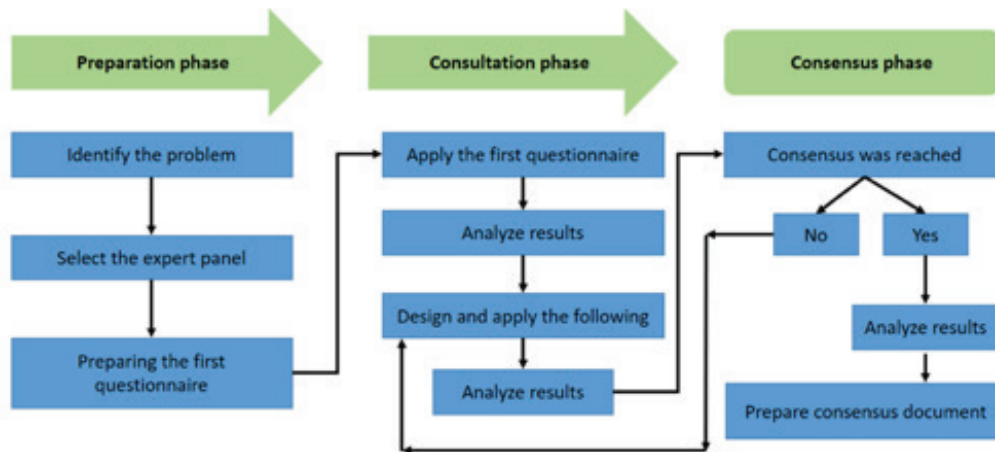 Preparation phase
Consultation phase
Consensus phase
Identify the problem
Select the expert panel
Preparing the first
questionnaire
Apply the first questionnaire
Analyze results
Design and apply the following
Analyze results
Consensus was reached
No
Yes
Analyze results
Prepare consensus document